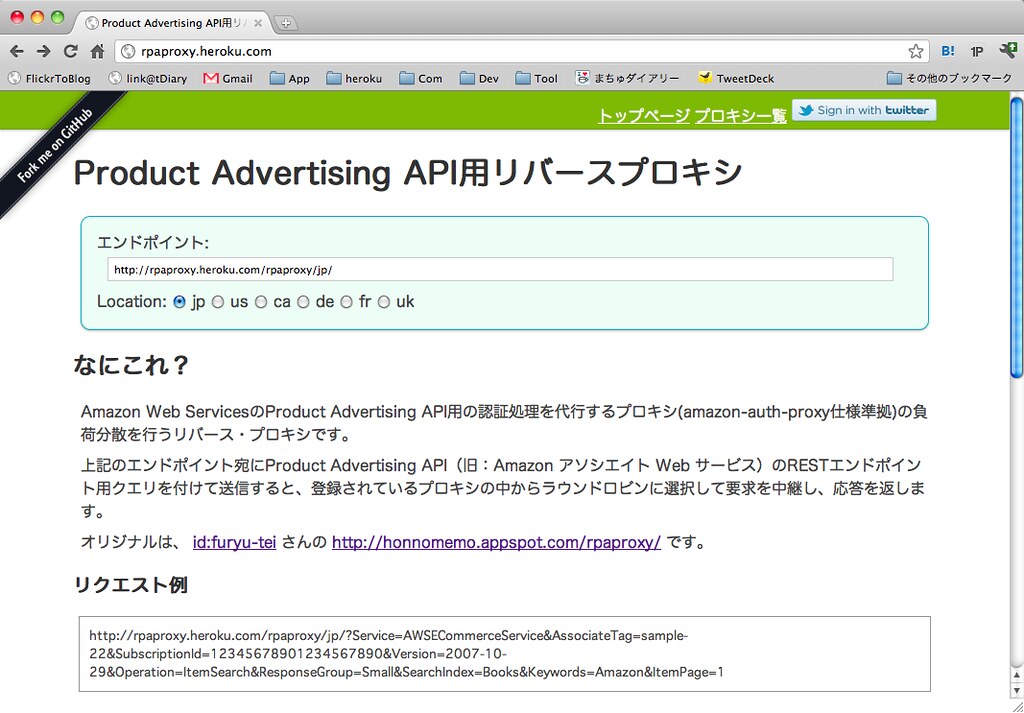 Product Advertising API用リ
rpaproxy.heroku.com
B!
1P
FlickrToBlog
link@tDiary
Gmail
App
heroku
Com
Dev
Tool
まちゅダイアリー
TweetDeck
その他のブックマーク
Fork me on GitHub
トップページ プロキシ一覧
Sign in with twitter
Product Advertising API用リバースプロキシ
エンドポイント:
http://rpaproxy.heroku.com/rpaproxy/jp/
Location: jp us ca de fr uk
なにこれ？
Amazon Web ServicesのProduct Advertising API用の認証処理を代行するプロキシ(amazon-auth-proxy仕様準拠)の負
荷分散を行うリバース・プロキシです。
上記のエンドポイント宛にProduct Advertising API（旧：Amazon アソシエイト Web サービス）のRESTエンドポイン
ト用クエリを付けて送信すると、登録されているプロキシの中からラウンドロビンに選択して要求を中継し、応答を返しま
す。
オリジナルは、 id:furyu-tei さんの http://honnomemo.appspot.com/rpaproxy/ です。
リクエスト例
http://rpaproxy.heroku.com/rpaproxy/jp/?Service=AWSECommerceService&AssociateTag=sample-
22&SubscriptionId=12345678901234567890&Version=2007-10-
29&Operation=ItemSearch&ResponseGroup=Small&SearchIndex=Books&Keywords=Amazon&ItemPage=1